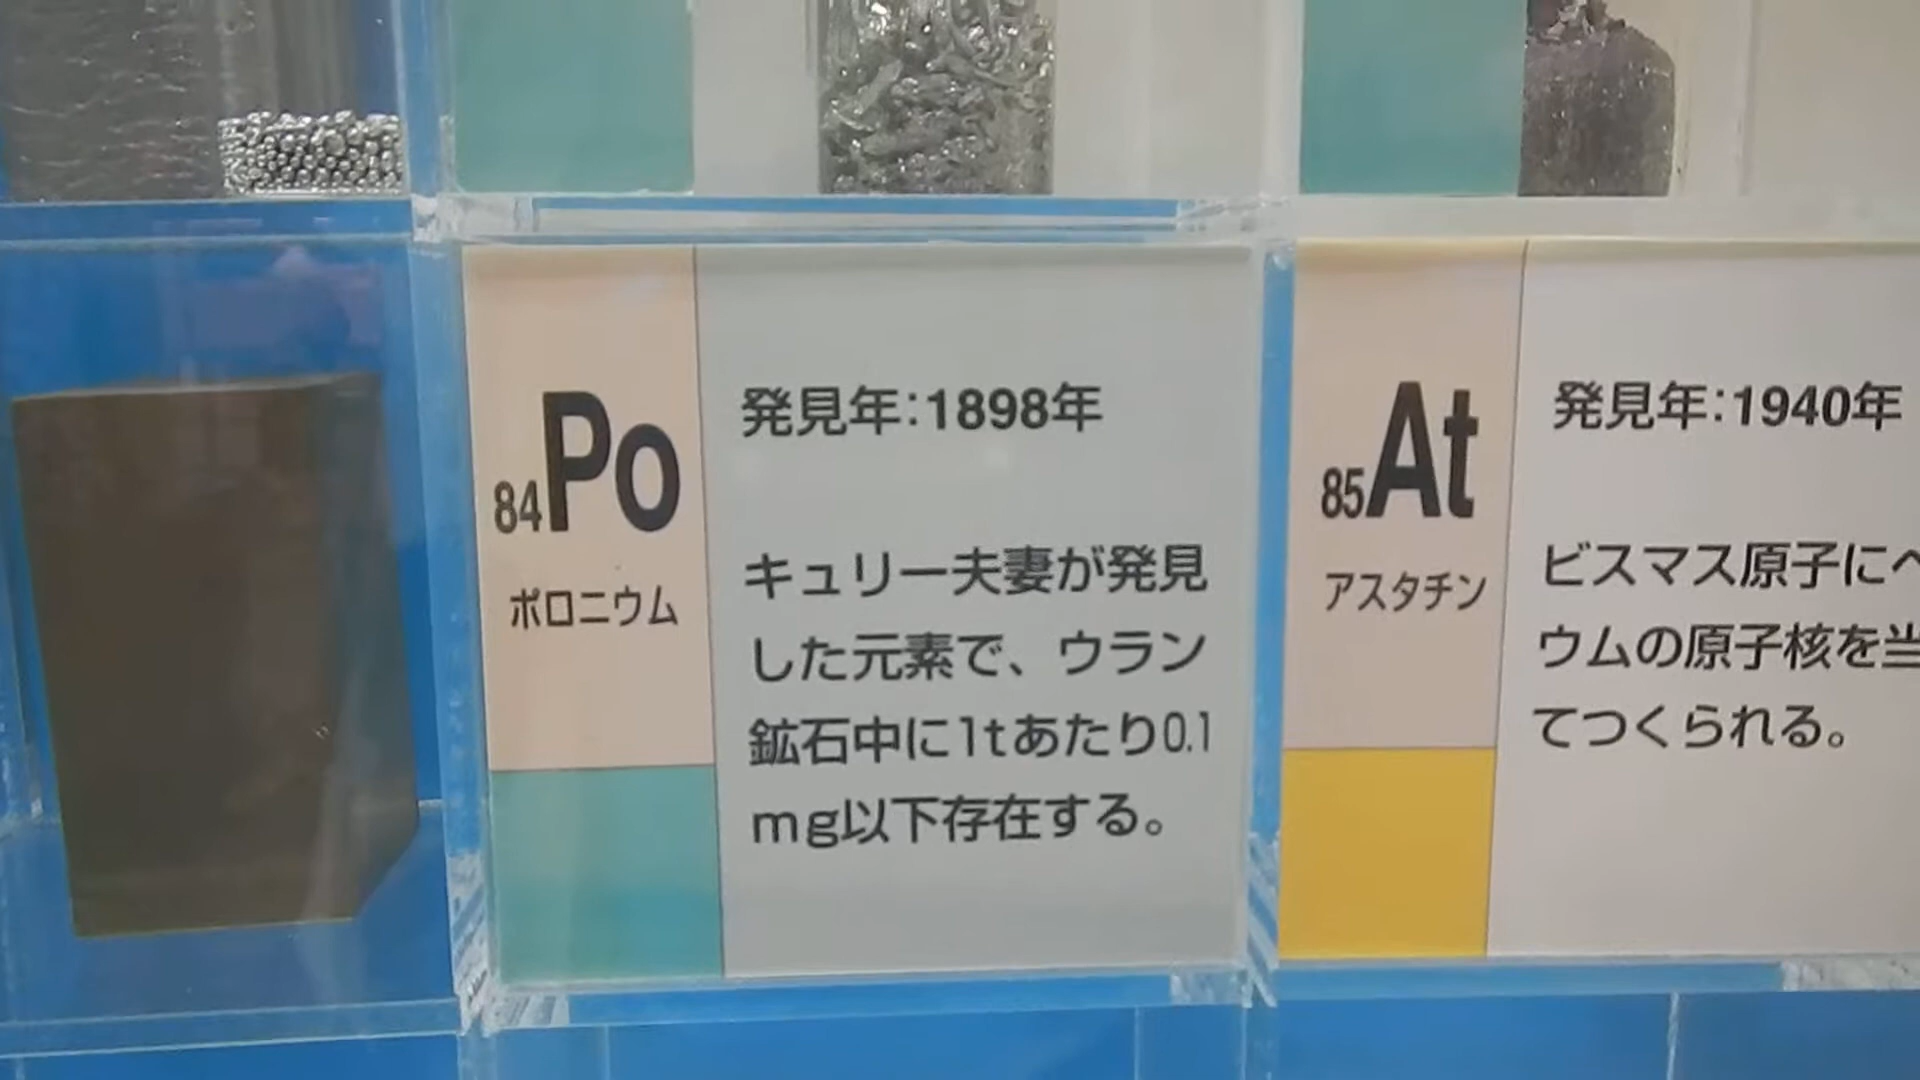 84Po
ポロニウム
発見年:1898年
キュリー夫妻が発見
した元素で、ウラン
鉱石中に1tあたり0.1
mg以下存在する。
85At
アスタチン
発見年:1940年
ビスマス原子にヘ
ウムの原子核を当
てつくられる。